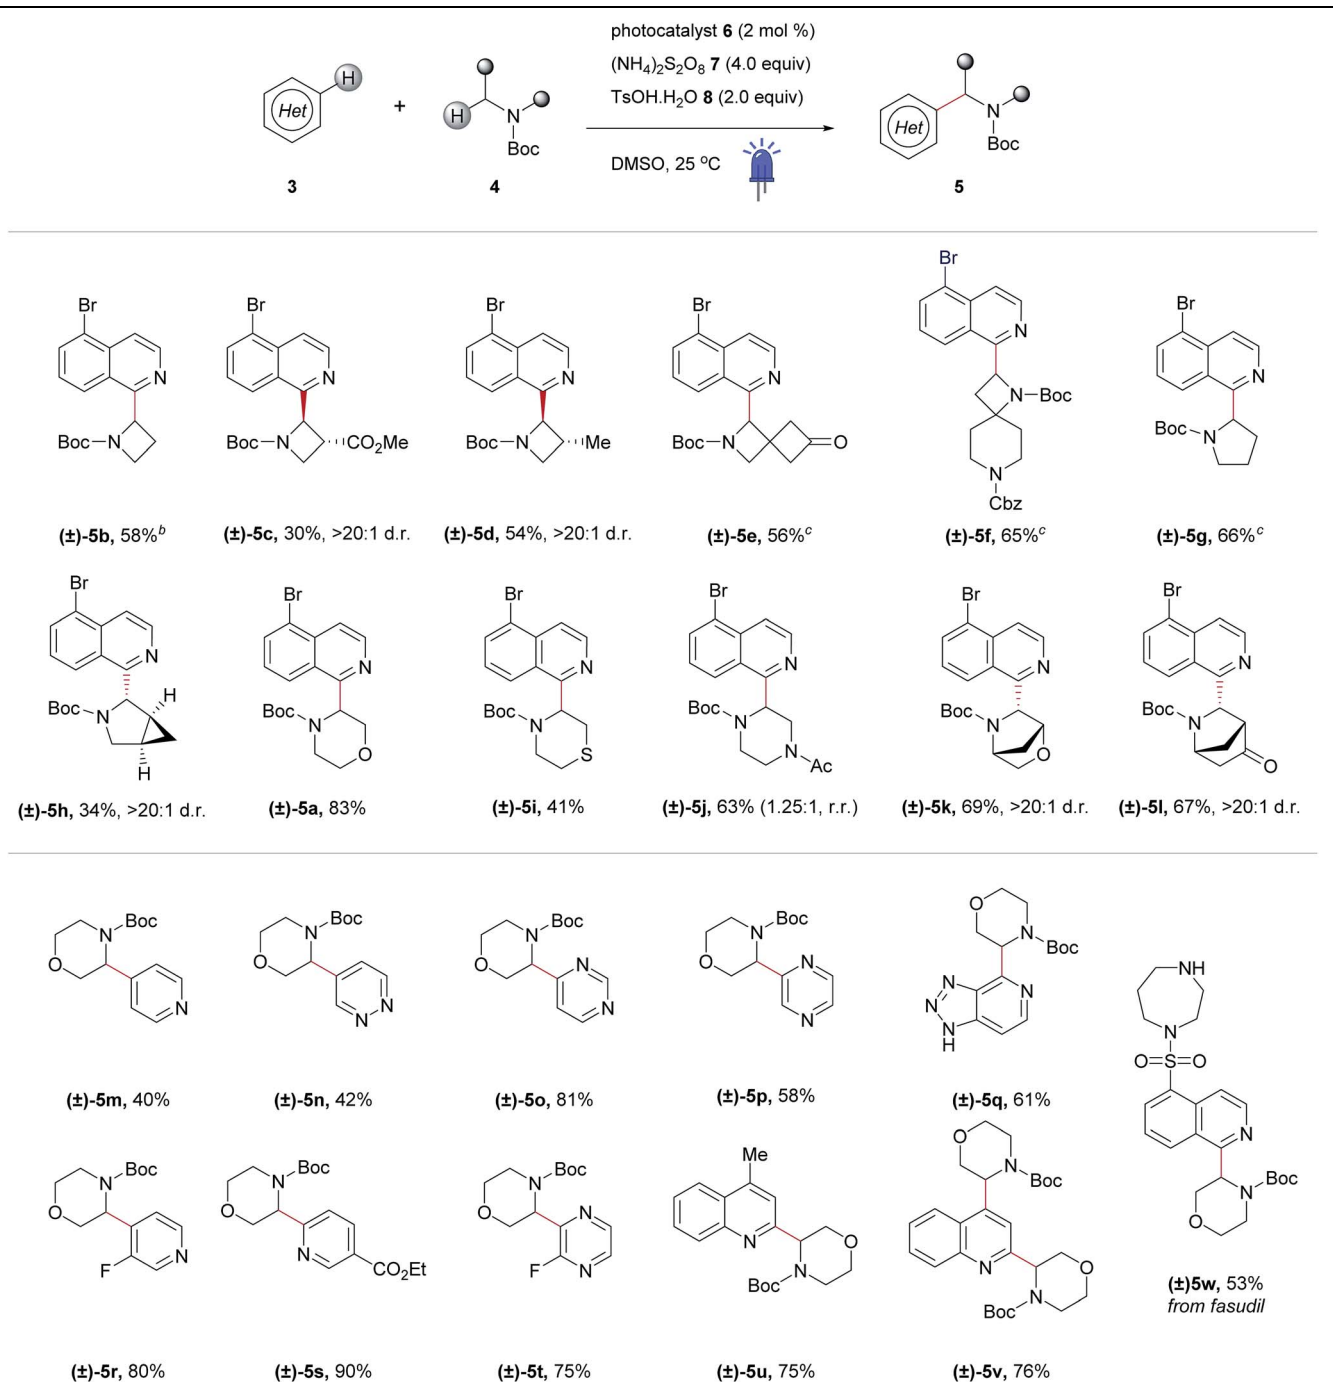 photocatalyst 6 (2 mol %)
(NH4)2S2O8 7 (4.0 equiv)
TsOH.H2O 8 (2.0 equiv)
DMSO, 25 °C
Het
H
+
H
N
Boc
Het
N
Boc
3
4
5
Br
N
Boc
N
Br
N
Boc
N
CO2Me
Br
N
Boc
N
Me
Br
N
Boc
N
O
Br
N
N
Boc
N
Cbz
Br
N
Boc
N
(±)-5b, 58%b
(±)-5c, 30%, >20:1 d.r.
(±)-5d, 54%, >20:1 d.r.
(±)-5e, 56%c
(±)-5f, 65%c
(±)-5g, 66%c
Br
N
Boc
N
H
H
Br
N
Boc
N
O
Br
N
Boc
N
S
Br
N
Boc
N
N
Ac
Br
N
Boc
N
O
Br
N
Boc
N
O
(±)-5h, 34%, >20:1 d.r.
(±)-5a, 83%
(±)-5i, 41%
(±)-5j, 63% (1.25:1, r.r.)
(±)-5k, 69%, >20:1 d.r.
(±)-5l, 67%, >20:1 d.r.
Boc
N
O
N
Boc
N
O
N
N
Boc
N
O
N
N
Boc
N
O
N
N
O
N
Boc
N
N
N
N
H
NH
N
O=S=O
N
N
Boc
O
(±)-5m, 40%
(±)-5n, 42%
(±)-5o, 81%
(±)-5p, 58%
(±)-5q, 61%
Boc
N
O
F
N
Boc
N
O
N
CO2Et
Boc
N
O
N
F
N
Me
N
O
Boc
N
O
N
Boc
N
O
Boc
N
(±)5w, 53%
from fasudil
(±)-5r, 80%
(±)-5s, 90%
(±)-5t, 75%
(±)-5u, 75%
(±)-5v, 76%